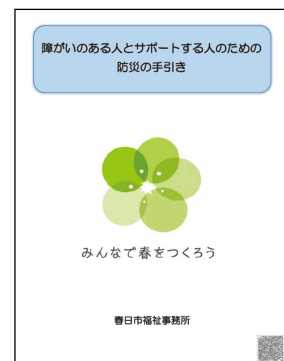 障がいのある人とサポートする人のための
防災の手引き
みんなで春をつくろう
春日市福祉事務所